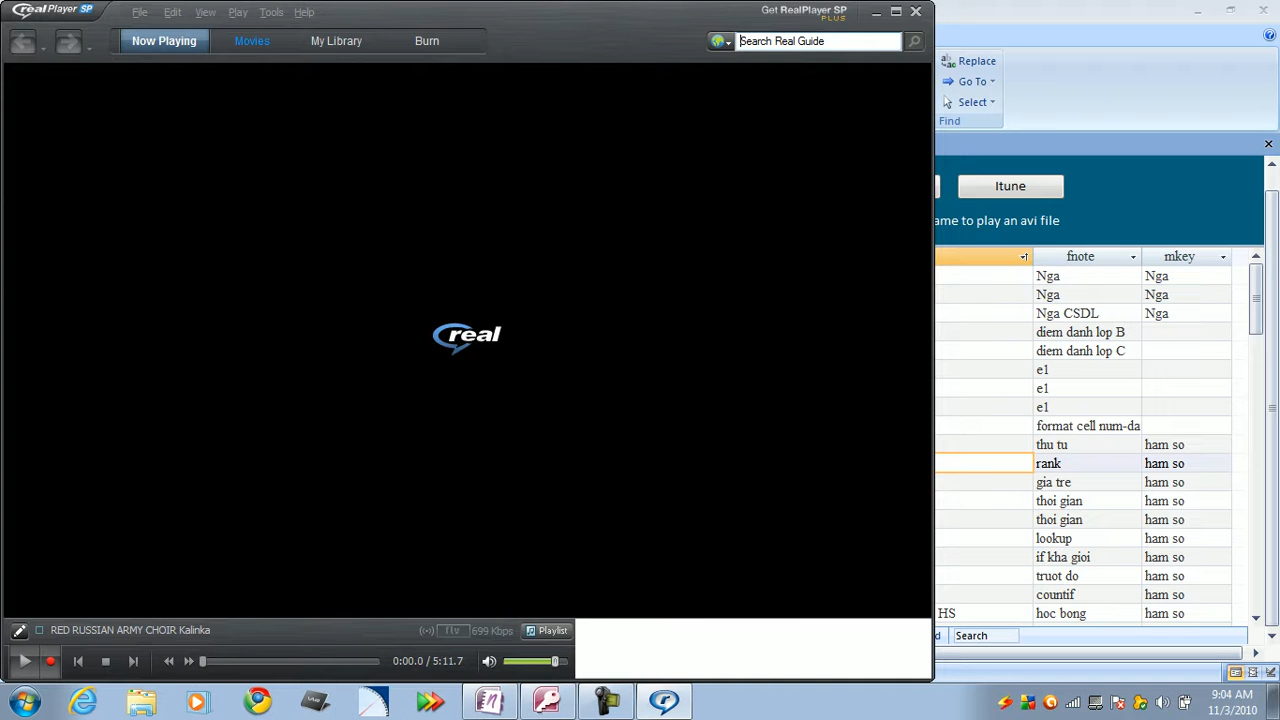 realPlayer SP File Edit View Play Tools Help Get RealPlayer SP
PLUS
Now Playing Movies My Library Burn Search Real Guide
Replace
Go To
Select
Find
Itune
ame to play an avi file
fnote mkey
Nga Nga
Nga Nga
Nga CSDL Nga
diem danh lop B
diem danh lop C
e1
e1
e1
format cell num-da
thu tu ham so
rank ham so
gia tre ham so
thoi gian ham so
thoi gian ham so
lookup ham so
if kha gioi ham so
truot do ham so
countif ham so
HS hoc bong ham so
real
RED RUSSIAN ARMY CHOIR Kalinka flv 699 Kbps Playlist
d Search
0:00.0 / 5:11.7
9:04 AM
11/3/2010